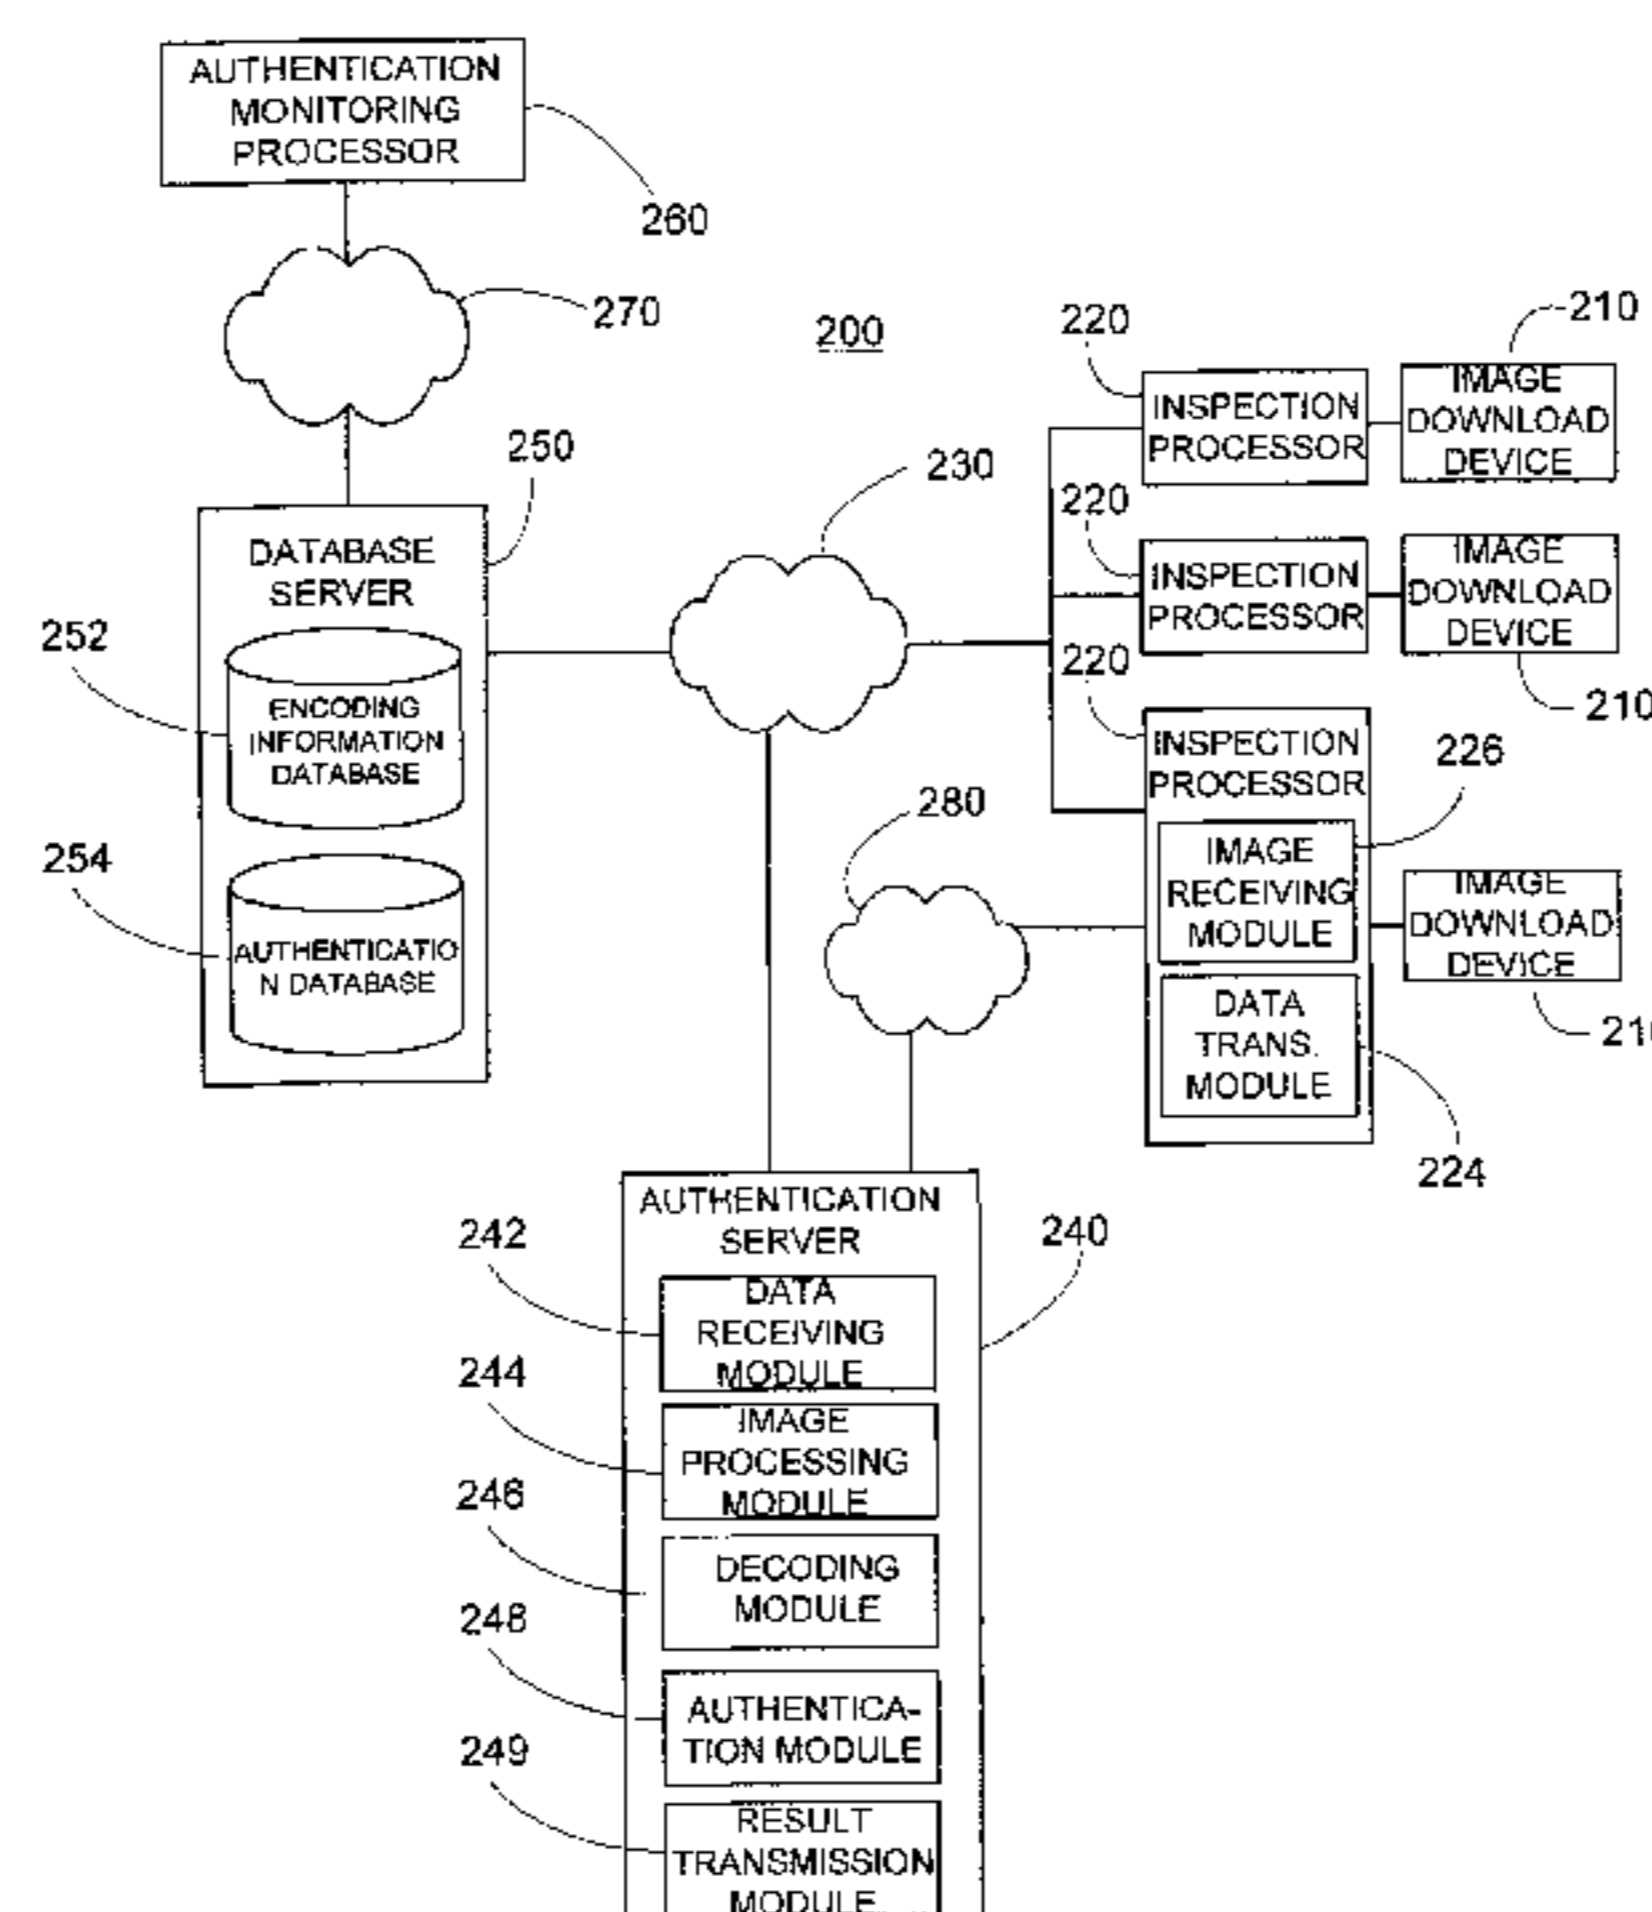 AUTHENTICATION
MONITORING
PROCESSOR
260
270
200
220
210
INSPECTION
PROCESSOR
IMAGE
DOWNLOAD
DEVICE
250
230
220
DATABASE
SERVER
INSPECTION
PROCESSOR
IMAGE
DOWNLOAD
DEVICE
252
220
210
ENCODING
INFORMATION
DATABASE
INSPECTION
PROCESSOR
226
280
254
IMAGE
RECEIVING
MODULE
IMAGE
DOWNLOAD
DEVICE
AUTHENTICATIO
N DATABASE
DATA
TRANS.
MODULE
21
224
AUTHENTICATION
SERVER
242
240
DATA
RECEIVING
MODULE
244
IMAGE
PROCESSING
MODULE
246
DECODING
MODULE
248
AUTHENTICA-
TION MODULE
249
RESULT
TRANSMISSION
MODULE